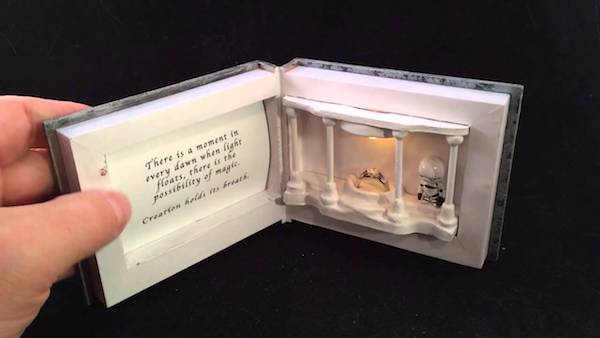 There is a moment in
every dawn when light
floats, there is the
possibility of magic.
Creation holds its breath.